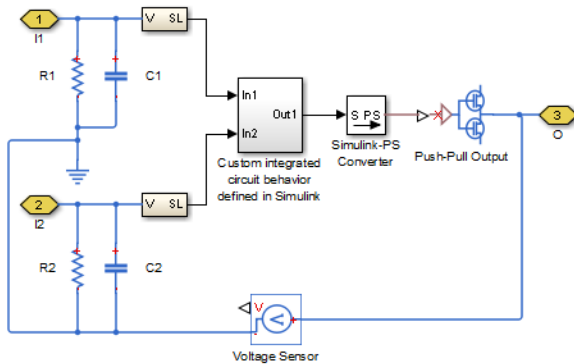 1
I1
V SL
R1
C1
In1
In2
Out1
Custom integrated
circuit behavior
defined in Simulink
S PS
Simulink-PS
Converter
Push-Pull Output
3
O
2
I2
V SL
R2
C2
V
V
Voltage Sensor